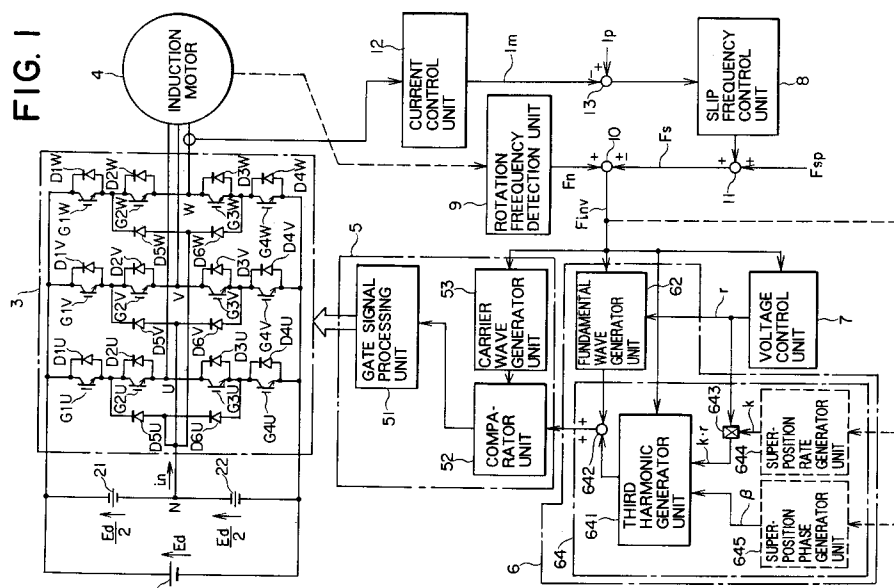 FIG. 1
3
D1U
D1V
D1W
G1U
G1V
G1W
D2U
D2V
D2W
G2U
G2V
G2W
D5U
D5V
D5W
U
V
W
D6V
D6W
D6U
D3U
D3V
D3W
G3U
G3V
G3W
G4U
G4V
G4W
D4U
D4V
D4W
4
INDUCTION
MOTOR
21
22
in
N
Ed
Ed
2
Ed
2
5
GATE SIGNAL
PROCESSING
UNIT
51
53
CARRIER
WAVE
GENERATOR
UNIT
52
COMPA-
RATOR
UNIT
9
ROTATION
FREEQUENCY
DETECTION UNIT
12
CURRENT
CONTROL
UNIT
Im
Ip
- +
13
SLIP
FREQUENCY
CONTROL
UNIT
8
Fn
Finv
10
+
±
Fs
11
+
+
Fsp
62
FUNDAMENTAL
WAVE
GENERATOR
UNIT
r
VOLTAGE
CONTROL
UNIT
7
6
64
642
+ +
641
THIRD
HARMONIC
GENERATOR
UNIT
k·r
643
k
644
SUPER-
POSITION
RATE
GENERATOR
UNIT
β
645
SUPER-
POSITION
PHASE
GENERATOR
UNIT